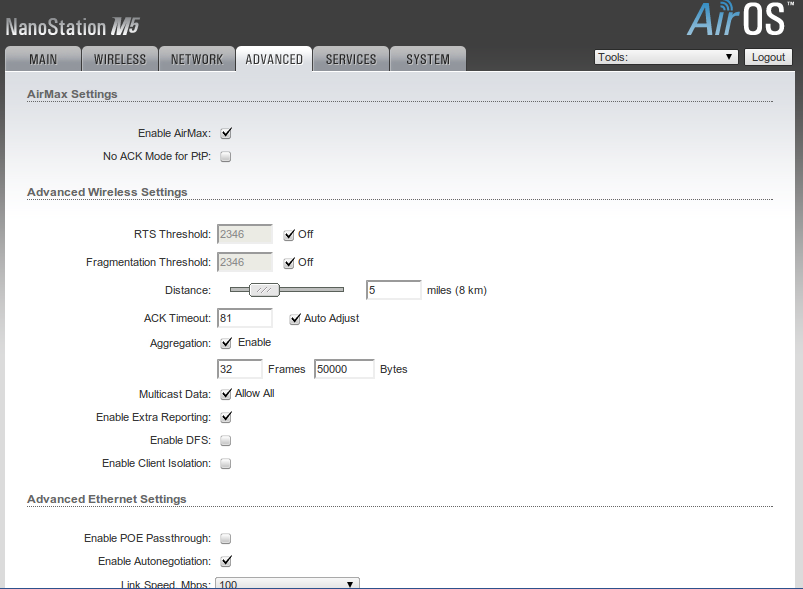 NanoStation M5
AirOS™
MAIN WIRELESS NETWORK ADVANCED SERVICES SYSTEM Tools: Logout
AirMax Settings
Enable AirMax:
No ACK Mode for PtP:
Advanced Wireless Settings
RTS Threshold: 2346 Off
Fragmentation Threshold: 2346 Off
Distance: 5 miles (8 km)
ACK Timeout: 81 Auto Adjust
Aggregation: Enable
32 Frames 50000 Bytes
Multicast Data: Allow All
Enable Extra Reporting:
Enable DFS:
Enable Client Isolation:
Advanced Ethernet Settings
Enable POE Passthrough:
Enable Autonegotiation:
Link Speed, Mbps: 100